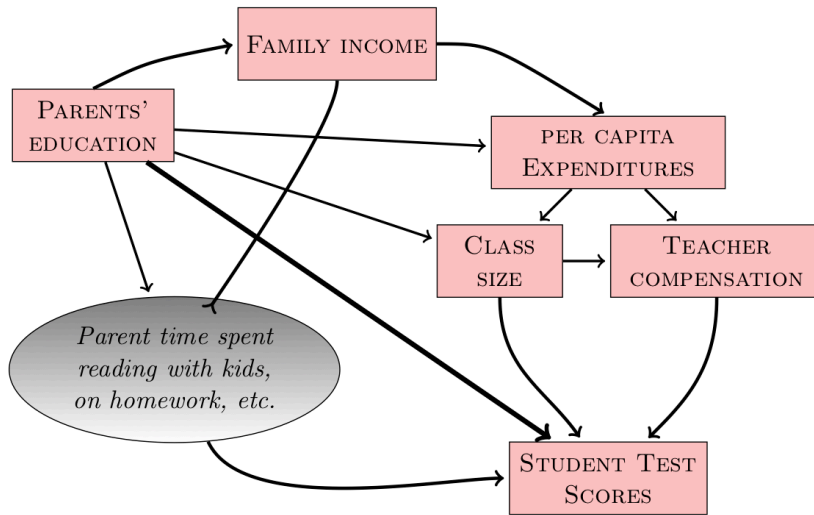 Family income
Parents'
education
per capita
Expenditures
Class
size
Teacher
compensation
Parent time spent
reading with kids,
on homework, etc.
Student Test
Scores